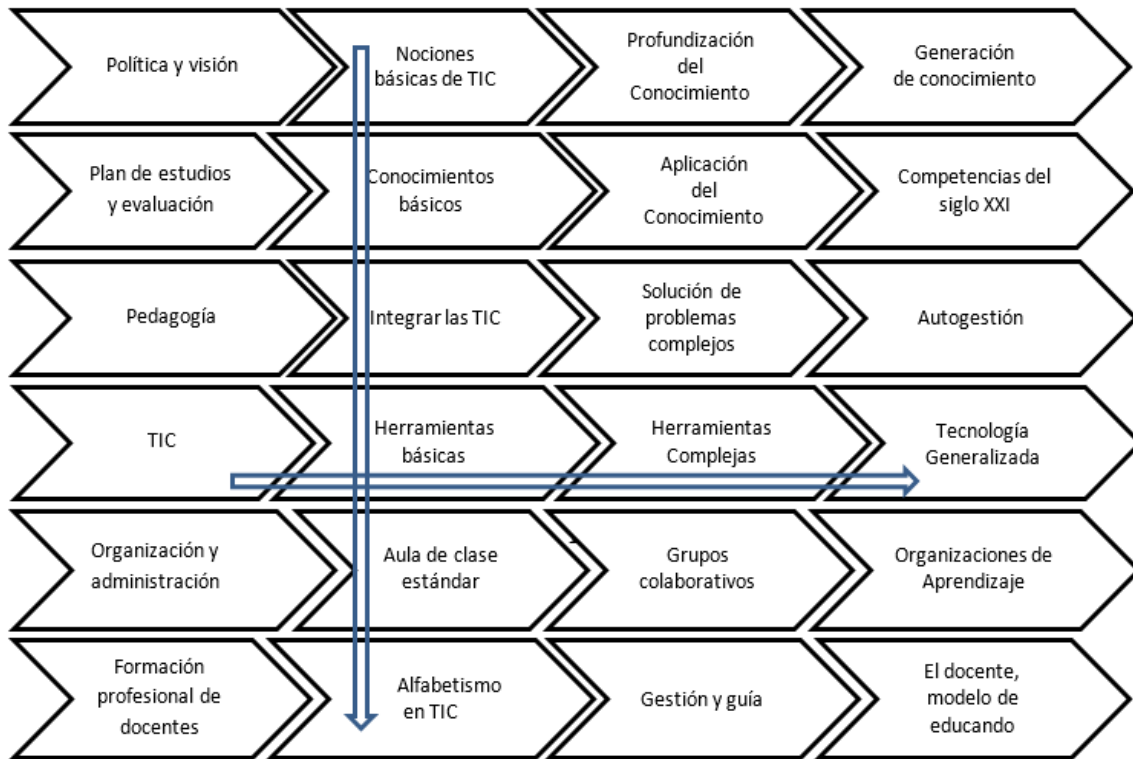 Política y visión
Nociones
básicas de TIC
Profundización
del
Conocimiento
Generación
de conocimiento
Plan de estudios
y evaluación
Conocimientos
básicos
Aplicación
del
Conocimiento
Competencias del
siglo XXI
Pedagogía
Integrar las TIC
Solución de
problemas
complejos
Autogestión
TIC
Herramientas
básicas
Herramientas
Complejas
Tecnología
Generalizada
Organización y
administración
Aula de clase
estándar
Grupos
colaborativos
Organizaciones de
Aprendizaje
Formación
profesional de
docentes
Alfabetismo
en TIC
Gestión y guía
El docente,
modelo de
educando